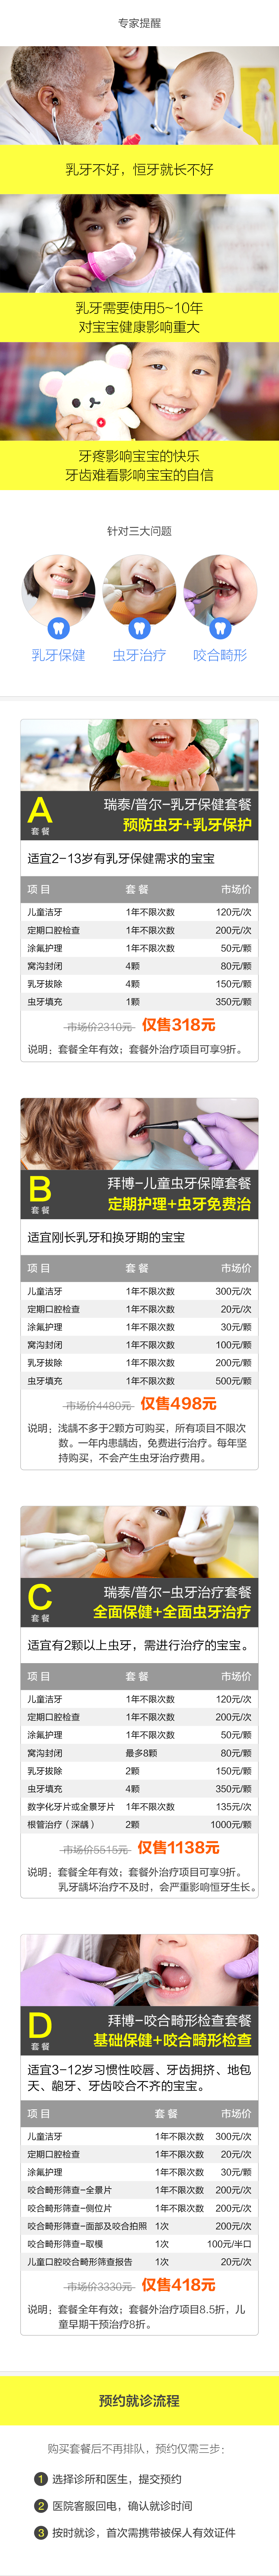 专家提醒
乳牙不好，恒牙就长不好
乳牙需要使用5~10年
对宝宝健康影响重大
牙疼影响宝宝的快乐
牙齿难看影响宝宝的自信
针对三大问题
乳牙保健 虫牙治疗 咬合畸形
A 套餐
瑞泰/普尔-乳牙保健套餐
预防虫牙+乳牙保护
适宜2-13岁有乳牙保健需求的宝宝
项目 套餐 市场价
儿童洁牙 1年不限次数 120元/次
定期口腔检查 1年不限次数 200元/次
涂氟护理 1年不限次数 50元/颗
窝沟封闭 4颗 80元/颗
乳牙拔除 4颗 150元/颗
虫牙填充 1颗 350元/颗
市场价2310元 仅售318元
说明：套餐全年有效；套餐外治疗项目可享9折。
B 套餐
拜博-儿童虫牙保障套餐
定期护理+虫牙免费治
适宜刚长乳牙和换牙期的宝宝
项目 套餐 市场价
儿童洁牙 1年不限次数 300元/次
定期口腔检查 1年不限次数 20元/次
涂氟护理 1年不限次数 30元/颗
窝沟封闭 1年不限次数 100元/颗
乳牙拔除 1年不限次数 200元/颗
虫牙填充 1年不限次数 500元/颗
市场价4480元 仅售498元
说明：浅龋不多于2颗方可购买，所有项目不限次
数。一年内患龋齿，免费进行治疗。每年坚
持购买，不会产生虫牙治疗费用。
C 套餐
瑞泰/普尔-虫牙治疗套餐
全面保健+全面虫牙治疗
适宜有2颗以上虫牙，需进行治疗的宝宝。
项目 套餐 市场价
儿童洁牙 1年不限次数 120元/次
定期口腔检查 1年不限次数 200元/次
涂氟护理 1年不限次数 50元/颗
窝沟封闭 最多8颗 80元/颗
乳牙拔除 2颗 150元/颗
虫牙填充 4颗 350元/颗
数字化牙片或全景牙片 1年不限次数 135元/次
根管治疗（深龋） 2颗 1000元/颗
市场价5515元 仅售1138元
说明：套餐全年有效；套餐外治疗项目可享9折。
乳牙龋坏治疗不及时，会严重影响恒牙生长。
D 套餐
拜博-咬合畸形检查套餐
基础保健+咬合畸形检查
适宜3-12岁习惯性咬唇、牙齿拥挤、地包
天、龅牙、牙齿咬合不齐的宝宝。
项目 套餐 市场价
儿童洁牙 1年不限次数 300元/次
定期口腔检查 1年不限次数 20元/次
涂氟护理 1年不限次数 30元/颗
咬合畸形筛查-全景片 1年不限次数 200元/次
咬合畸形筛查-侧位片 1年不限次数 200元/次
咬合畸形筛查-面部及咬合拍照 1次 200元/次
咬合畸形筛查-取模 1次 100元/半口
儿童口腔咬合畸形筛查报告 1次 20元/次
市场价3330元 仅售418元
说明：套餐全年有效；套餐外治疗项目8.5折，儿
童早期干预治疗8折。
预约就诊流程
购买套餐后不再排队，预约仅需三步：
1 选择诊所和医生，提交预约
2 医院客服回电，确认就诊时间
3 按时就诊，首次需携带被保人有效证件